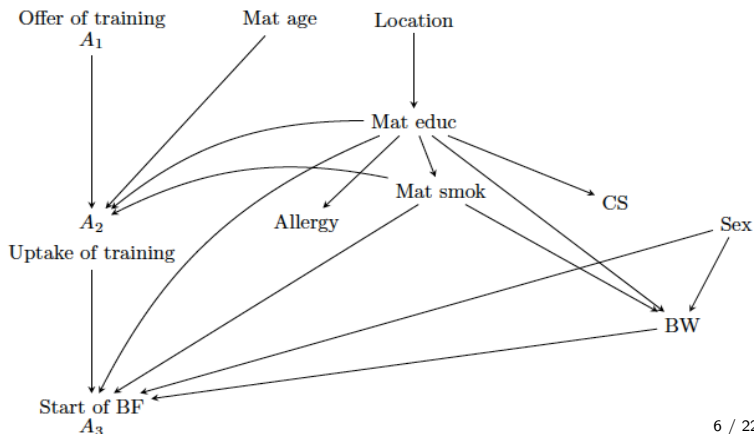 Offer of training
A1
Mat age
Location
Mat educ
Mat smok
CS
A2
Uptake of training
Allergy
Sex
BW
Start of BF
A3
6 / 22